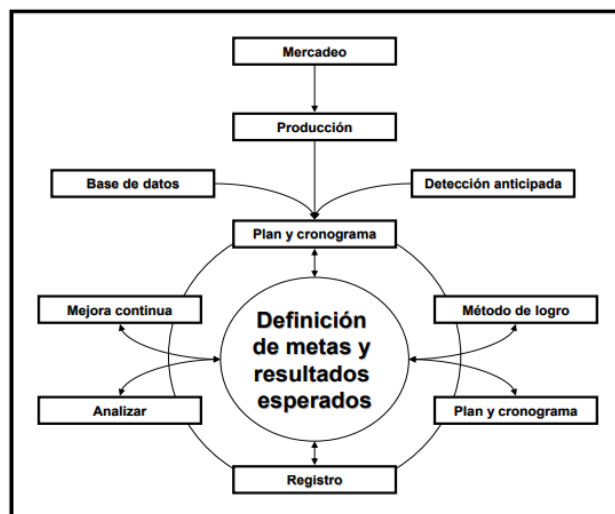 Mercadeo
Producción
Base de datos
Detección anticipada
Plan y cronograma
Mejora continua
Método de logro
Definición
de metas y
resultados
esperados
Analizar
Plan y cronograma
Registro